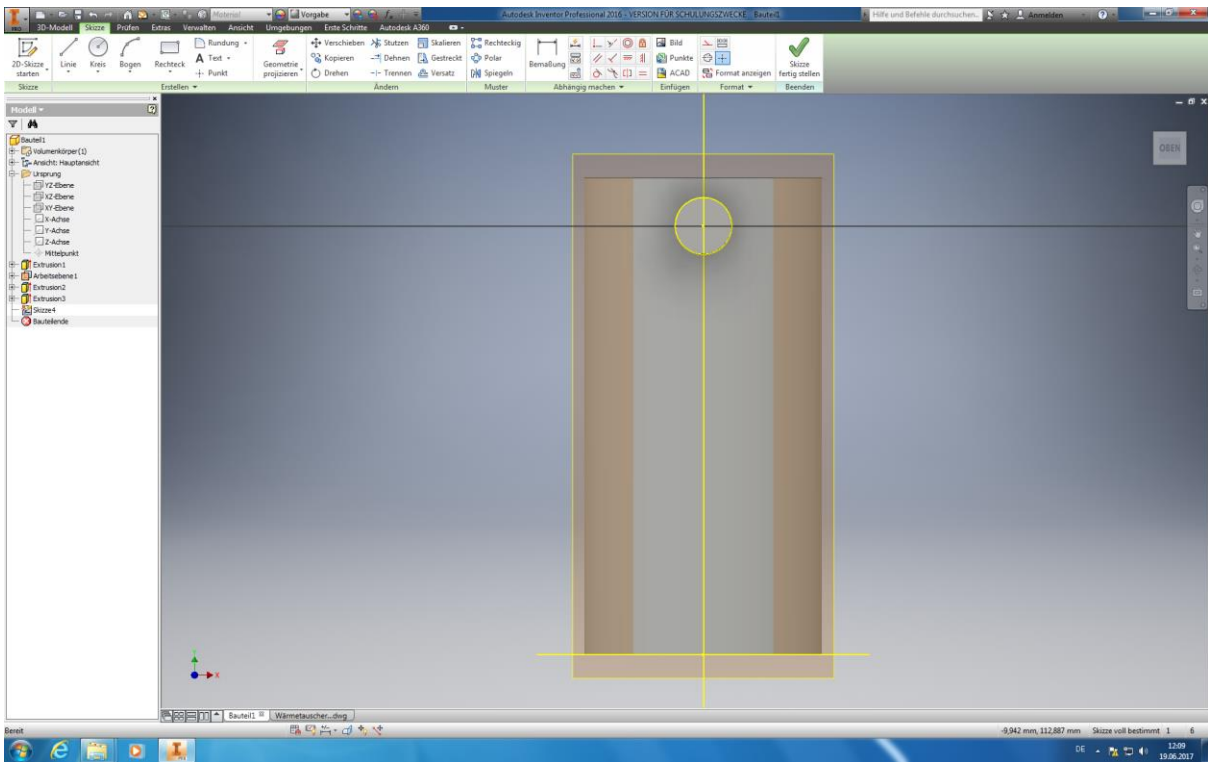 Material Vorgabe Autodesk Inventor Professional 2016 - VERSION FÜR SCHULUNGSZWECKE Bauteil1 Hilfe und Befehle durchsuchen... Anmelden
PRO 3D-Modell Skizze Prüfen Extras Verwalten Ansicht Umgebungen Erste Schritte Autodesk A360
2D-Skizze starten
Linie
Kreis
Bogen
Rechteck
Rundung
Text
Punkt
Geometrie projizieren
Verschieben Stutzen Skalieren
Kopieren Dehnen Gestreckt
Drehen Trennen Versatz
Rechteckig
Polar
Spiegeln
Bemaßung
Bild
Punkte
ACAD
Format anzeigen
Skizze fertig stellen
Skizze Erstellen Ändern Muster Abhängig machen Einfügen Format Beenden
Modell
Bauteil1
Volumenkörper(1)
Ansicht: Hauptansicht
Ursprung
YZ-Ebene
XZ-Ebene
XY-Ebene
X-Achse
Y-Achse
Z-Achse
Mittelpunkt
Extrusion1
Arbeitsebene1
Extrusion2
Extrusion3
Skizze4
Bauteilende
OBEN
Y
X
Bauteil1 Wärmetauscher...dwg
Bereit -9,942 mm, 112,887 mm Skizze voll bestimmt 1 6
DE 12:09
19.06.2017